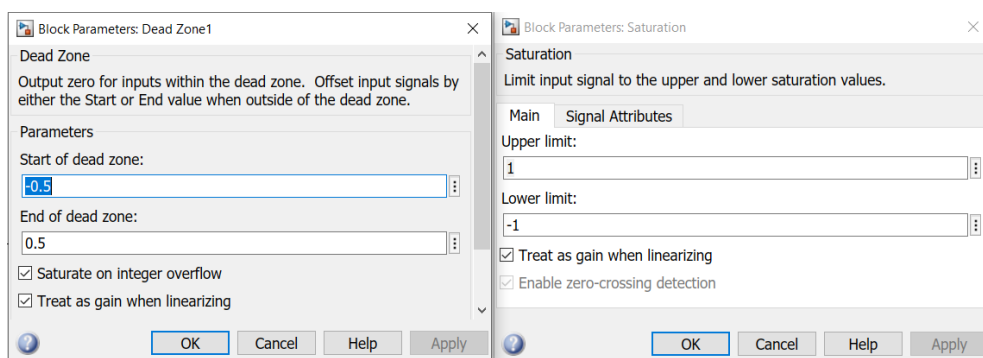 Block Parameters: Dead Zone1
Dead Zone
Output zero for inputs within the dead zone.  Offset input signals by
either the Start or End value when outside of the dead zone.
Parameters
Start of dead zone:
-0.5
End of dead zone:
0.5
Saturate on integer overflow
Treat as gain when linearizing
OK Cancel Help Apply
Block Parameters: Saturation
Saturation
Limit input signal to the upper and lower saturation values.
Main Signal Attributes
Upper limit:
1
Lower limit:
-1
Treat as gain when linearizing
Enable zero-crossing detection
OK Cancel Help Apply